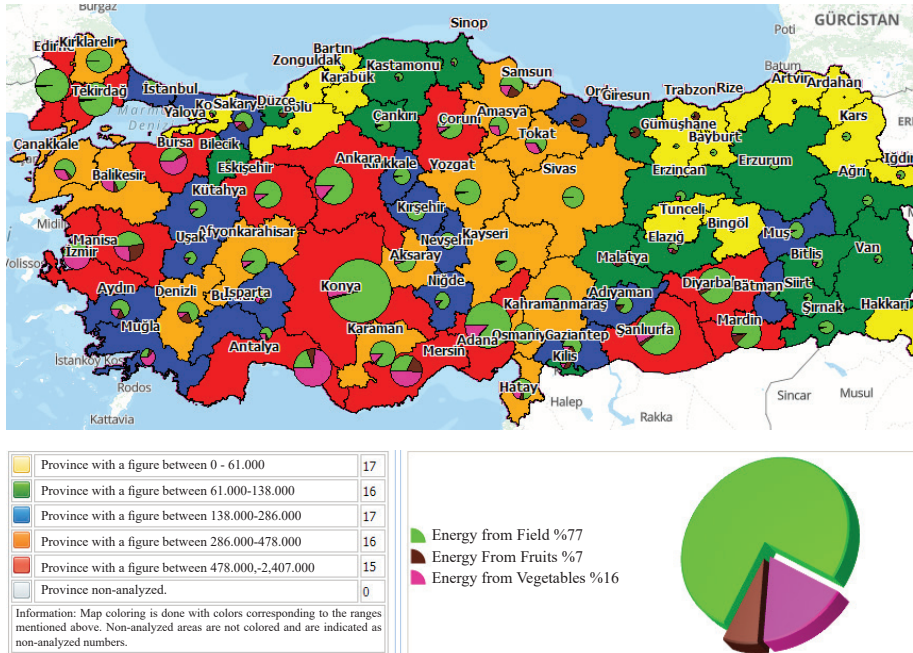 Burgaz
Sinop
Poti
GÜRCİSTAN
Kırklareli
Bartın
Zonguldak
Kastamonu
Karabük
Samsun
Batum
Artvin
Ardahan
Tekirdağ
İstanbul
Yalova
Sakarya
Düzce
Bolu
Giresun
Trabzon
Rize
Marm
Deniz
Çankırı
Çorum
Amasya
Tokat
Gümüşhane
Bayburt
Kars
Çanakkale
Bursa
Bilecik
Balıkesir
Eskişehir
Ankara
Kırıkkale
Yozgat
Sivas
Erzincan
Erzurum
Iğdır
Ağrı
Kütahya
Kırşehir
Tunceli
Bingöl
Midilli
Manisa
İzmir
Uşak
Afyonkarahisar
Nevşehir
Kayseri
Aksaray
Elazığ
Malatya
Muş
Bitlis
Van
Volissos
Aydın
Denizli
Isparta
Konya
Niğde
Kahramanmaraş
Adıyaman
Diyarbak
Batman
Siirt
Şırnak
Hakkari
Muğla
Antalya
Karaman
Mersin
Adana
Osmaniye
Gaziantep
Kilis
Şanlıurfa
Mardin
İstanköy Kos
Rodos
Kattavia
Hatay
Halep
Rakka
Sincar
Musul
Province with a figure between 0 - 61.000 17
Province with a figure between 61.000-138.000 16
Province with a figure between 138.000-286.000 17
Province with a figure between 286.000-478.000 16
Province with a figure between 478.000,-2,407.000 15
Province non-analyzed. 0
Information: Map coloring is done with colors corresponding to the ranges
mentioned above. Non-analyzed areas are not colored and are indicated as
non-analyzed numbers.
Energy from Field %77
Energy From Fruits %7
Energy from Vegetables %16